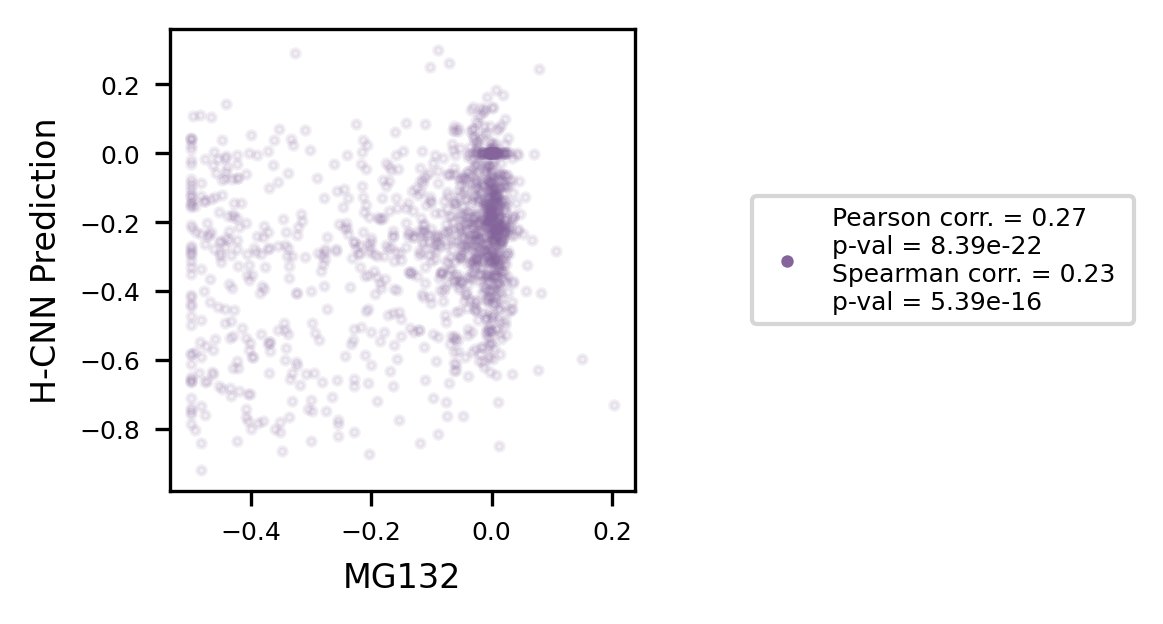 0.2
0.0
−0.2
−0.4
−0.6
−0.8
H-CNN Prediction
−0.4
−0.2
0.0
0.2
MG132
Pearson corr. = 0.27
p-val = 8.39e-22
Spearman corr. = 0.23
p-val = 5.39e-16